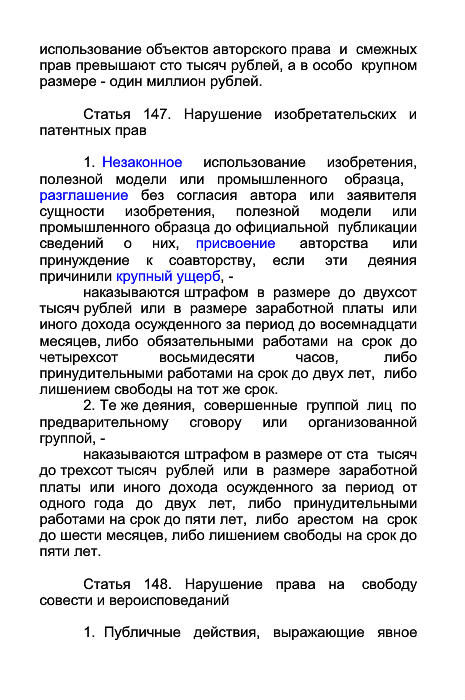 использование объектов авторского права и смежных
прав превышают сто тысяч рублей, а в особо крупном
размере - один миллион рублей.
Статья 147. Нарушение изобретательских и
патентных прав
1. Незаконное использование изобретения,
полезной модели или промышленного образца,
разглашение без согласия автора или заявителя
сущности изобретения, полезной модели или
промышленного образца до официальной публикации
сведений о них, присвоение авторства или
принуждение к соавторству, если эти деяния
причинили крупный ущерб, -
наказываются штрафом в размере до двухсот
тысяч рублей или в размере заработной платы или
иного дохода осужденного за период до восемнадцати
месяцев, либо обязательными работами на срок до
четырехсот восьмидесяти часов, либо
принудительными работами на срок до двух лет, либо
лишением свободы на тот же срок.
2. Те же деяния, совершенные группой лиц по
предварительному сговору или организованной
группой, -
наказываются штрафом в размере от ста тысяч
до трехсот тысяч рублей или в размере заработной
платы или иного дохода осужденного за период от
одного года до двух лет, либо принудительными
работами на срок до пяти лет, либо арестом на срок
до шести месяцев, либо лишением свободы на срок до
пяти лет.
Статья 148. Нарушение права на свободу
совести и вероисповеданий
1. Публичные действия, выражающие явное